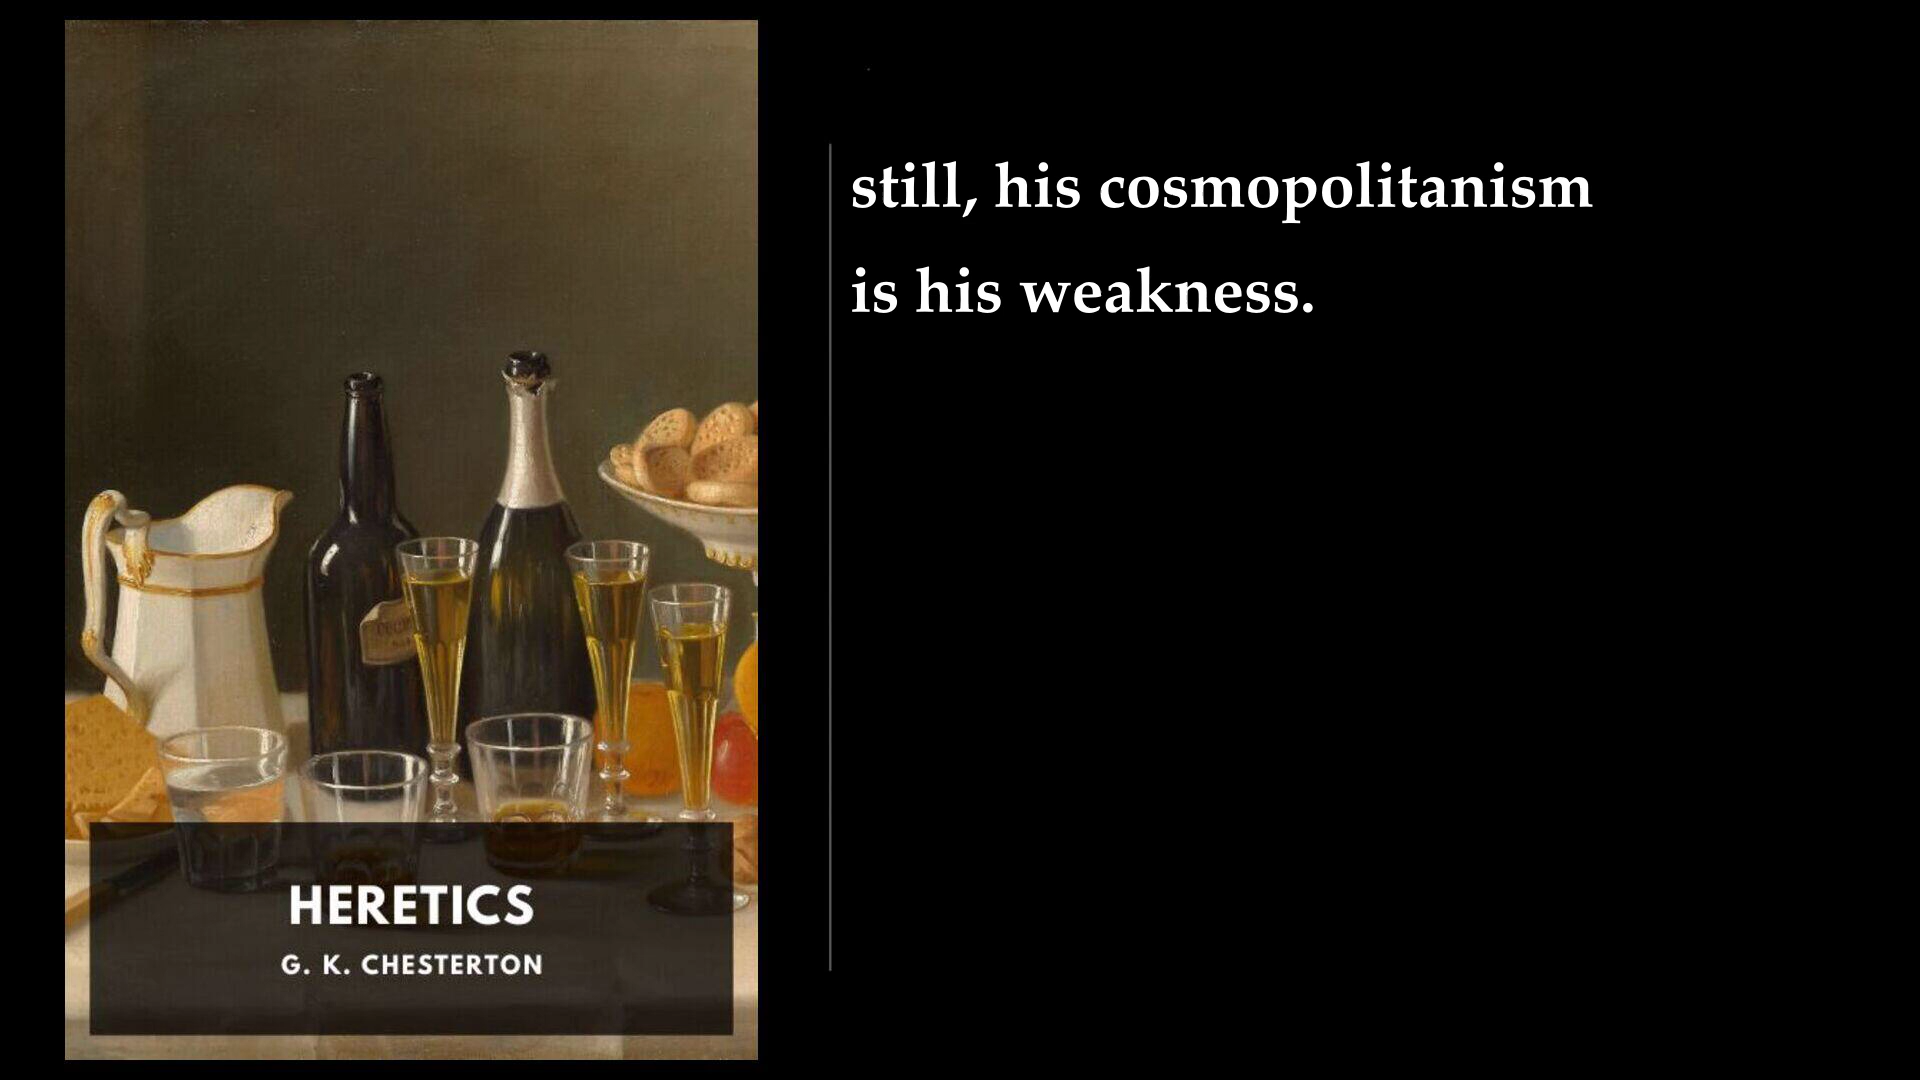 still, his cosmopolitanism
is his weakness.
HERETICS
G. K. CHESTERTON